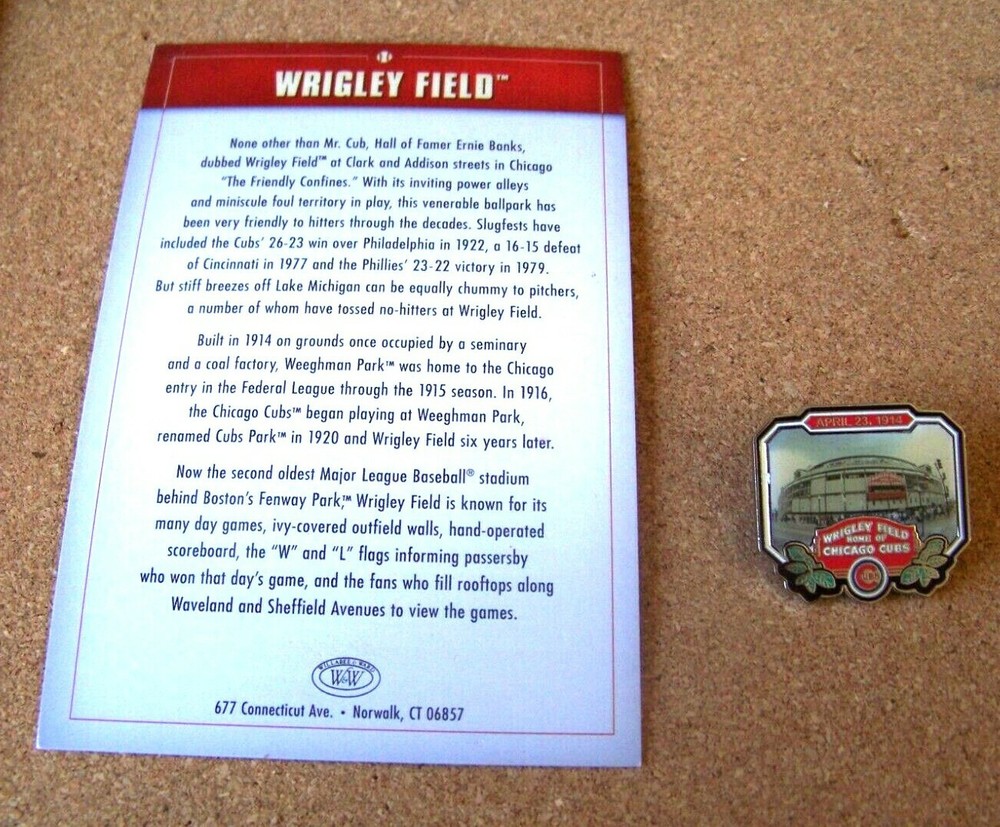 WRIGLEY FIELD™
None other than Mr. Cub, Hall of Famer Ernie Banks,
dubbed Wrigley Field™ at Clark and Addison streets in Chicago
"The Friendly Confines." With its inviting power alleys
and miniscule foul territory in play, this venerable ballpark has
been very friendly to hitters through the decades. Slugfests have
included the Cubs' 26-23 win over Philadelphia in 1922, a 16-15 defeat
of Cincinnati in 1977 and the Phillies' 23-22 victory in 1979.
But stiff breezes off Lake Michigan can be equally chummy to pitchers,
a number of whom have tossed no-hitters at Wrigley Field.
Built in 1914 on grounds once occupied by a seminary
and a coal factory, Weeghman Park™ was home to the Chicago
entry in the Federal League through the 1915 season. In 1916,
the Chicago Cubs™ began playing at Weeghman Park,
renamed Cubs Park™ in 1920 and Wrigley Field six years later.
Now the second oldest Major League Baseball® stadium
behind Boston's Fenway Park,™ Wrigley Field is known for its
many day games, ivy-covered outfield walls, hand-operated
scoreboard, the "W" and "L" flags informing passersby
who won that day's game, and the fans who fill rooftops along
Waveland and Sheffield Avenues to view the games.
WILLABEE & WARD
W&W
677 Connecticut Ave. • Norwalk, CT 06857
APRIL 23, 1914
WRIGLEY FIELD
HOME OF
CHICAGO CUBS